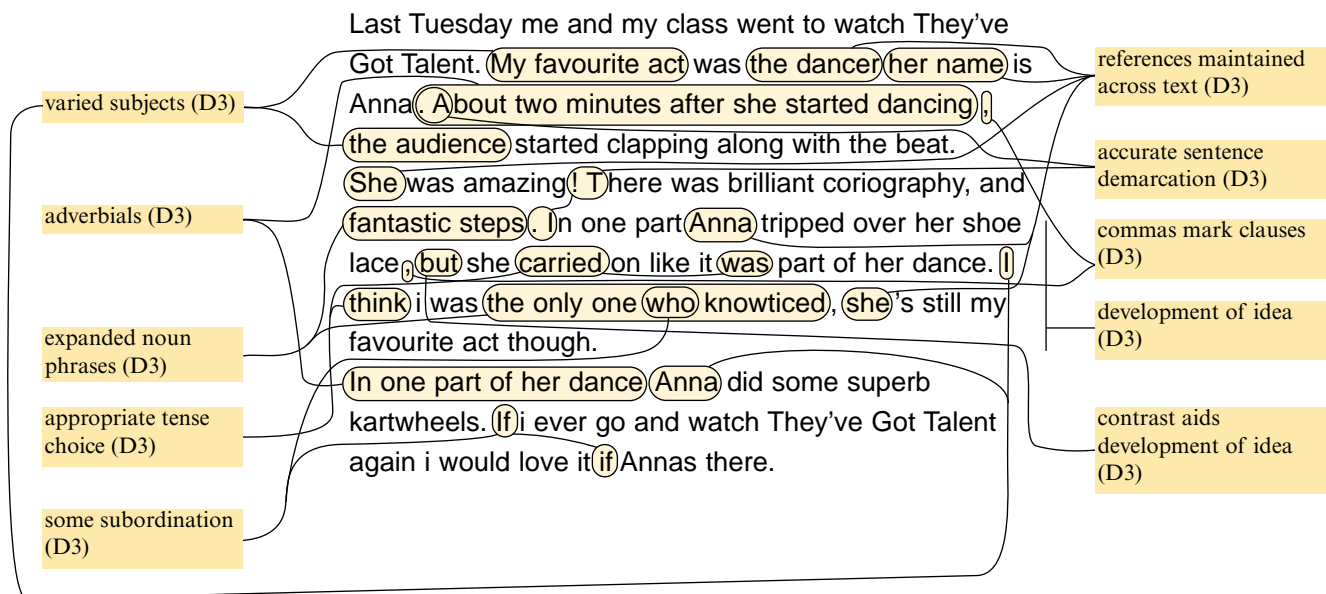 Last Tuesday me and my class went to watch They’ve
Got Talent. My favourite act was the dancer her name is
Anna. About two minutes after she started dancing,
the audience started clapping along with the beat.
She was amazing! There was brilliant coriography, and
fantastic steps. In one part Anna tripped over her shoe
lace, but she carried on like it was part of her dance. I
think i was the only one who knowticed, she’s still my
favourite act though.
In one part of her dance Anna did some superb
kartwheels. If i ever go and watch They’ve Got Talent
again i would love it if Annas there.
varied subjects (D3)
adverbials (D3)
expanded noun
phrases (D3)
appropriate tense
choice (D3)
some subordination
(D3)
references maintained
across text (D3)
accurate sentence
demarcation (D3)
commas mark clauses
(D3)
development of idea
(D3)
contrast aids
development of idea
(D3)